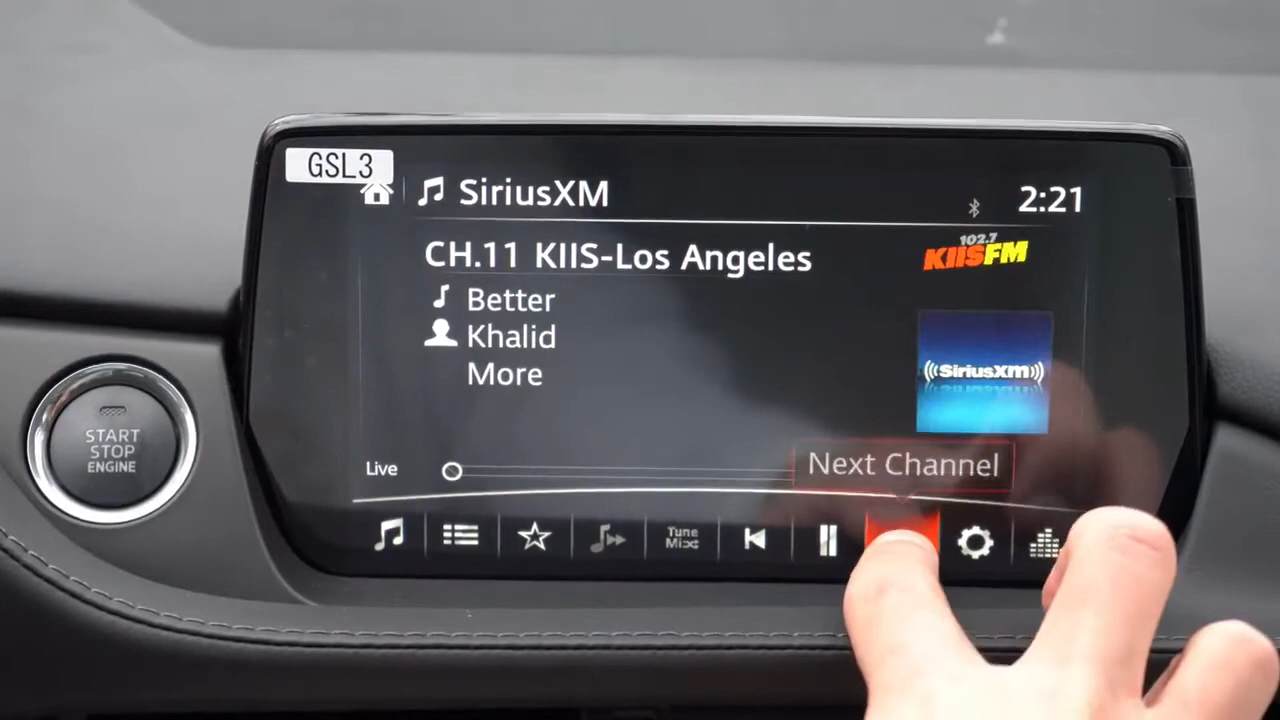 GSL3
SiriusXM
2:21
CH.11 KIIS-Los Angeles
102.7
KIISFM
Better
Khalid
More
((SiriusXM))
START
STOP
ENGINE
Live
Next Channel
Tune
Mix